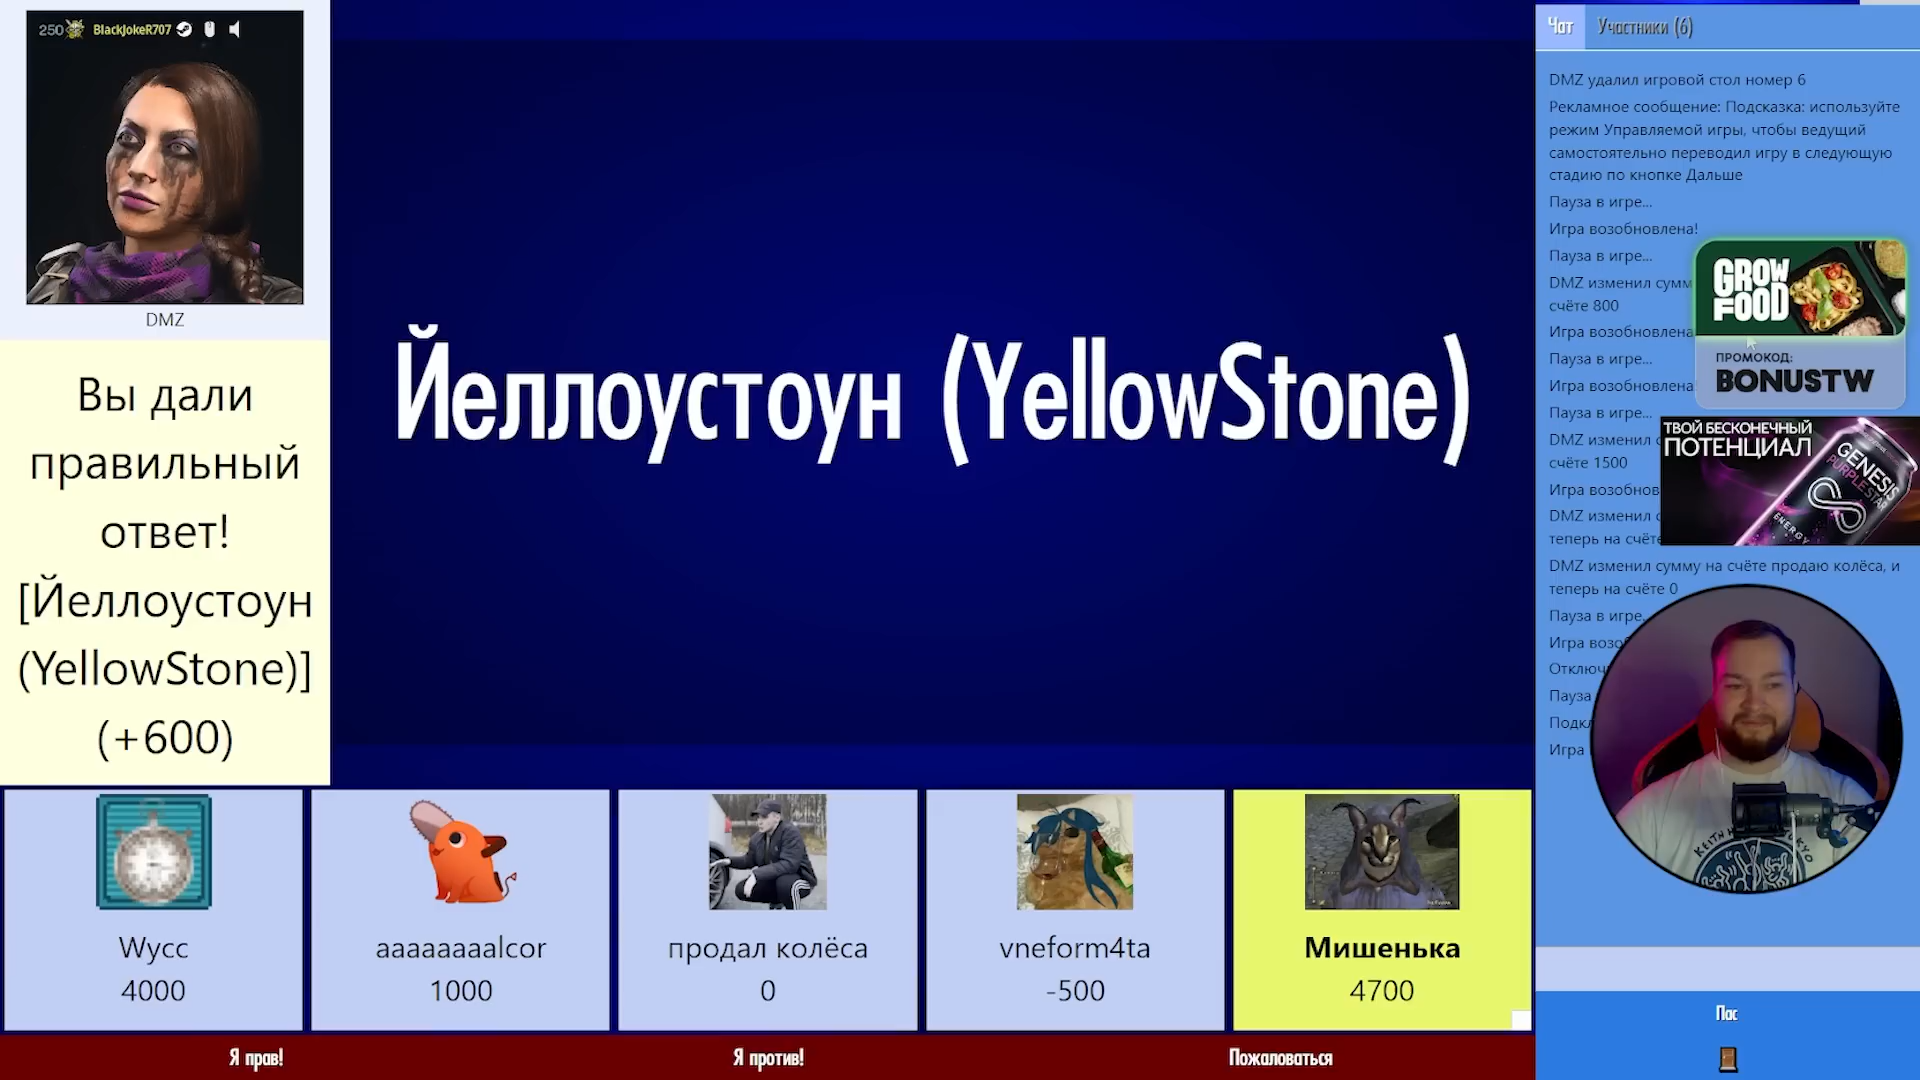 250 BlackJokeR707
DMZ
Вы дали
правильный
ответ!
[Йеллоустоун
(YellowStone)]
(+600)
Йеллоустоун (YellowStone)
Чат Участники (6)
DMZ удалил игровой стол номер 6
Рекламное сообщение: Подсказка: используйте
режим Управляемой игры, чтобы ведущий
самостоятельно переводил игру в следующую
стадию по кнопке Дальше
Пауза в игре...
Игра возобновлена!
Пауза в игре...
DMZ изменил сумм
счёте 800
Игра возобновлена
Пауза в игре...
Игра возобновлена
Пауза в игре...
DMZ изменил с
счёте 1500
Игра возобнов
DMZ изменил с
теперь на счёте
DMZ изменил сумму на счёте продаю колёса, и
теперь на счёте 0
Пауза в игре..
Игра возо
Отключ
Пауза
Подкл
Игра
GROW
FOOD
ПРОМОКОД:
BONUSTW
ТВОЙ БЕСКОНЕЧНЫЙ
ПОТЕНЦИАЛ
GENESIS
PURPLE STAR
ENERGY
Wycc
4000
aaaaaaaalcor
1000
продал колёса
0
vneform4ta
-500
Мишенька
4700
Я прав!
Я против!
Пожаловаться
Пас